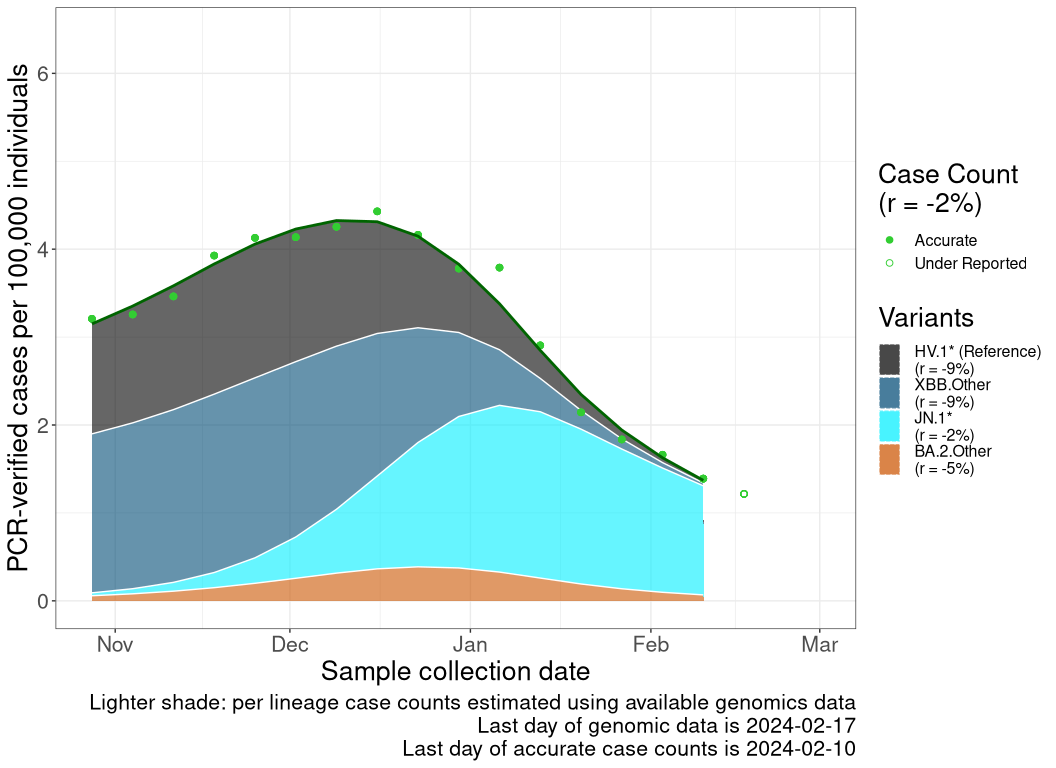 PCR-verified cases per 100,000 individuals
6
4
2
0
Nov
Dec
Jan
Feb
Mar
Sample collection date
Lighter shade: per lineage case counts estimated using available genomics data
Last day of genomic data is 2024-02-17
Last day of accurate case counts is 2024-02-10
Case Count
(r = -2%)
Accurate
Under Reported
Variants
HV.1* (Reference)
(r = -9%)
XBB.Other
(r = -9%)
JN.1*
(r = -2%)
BA.2.Other
(r = -5%)